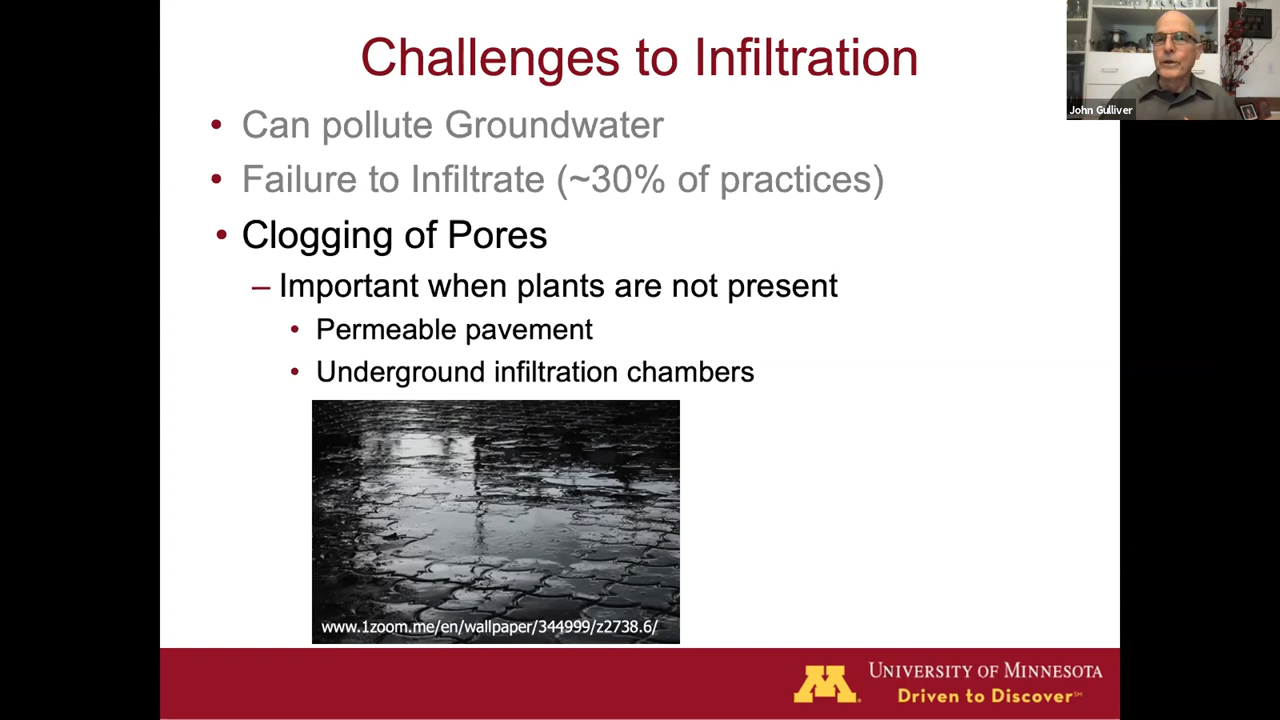 Challenges to Infiltration
John Gulliver
• Can pollute Groundwater
• Failure to Infiltrate (~30% of practices)
• Clogging of Pores
– Important when plants are not present
• Permeable pavement
• Underground infiltration chambers
www.1zoom.me/en/wallpaper/344999/z2738.6/
M
UNIVERSITY OF MINNESOTA
Driven to Discover℠